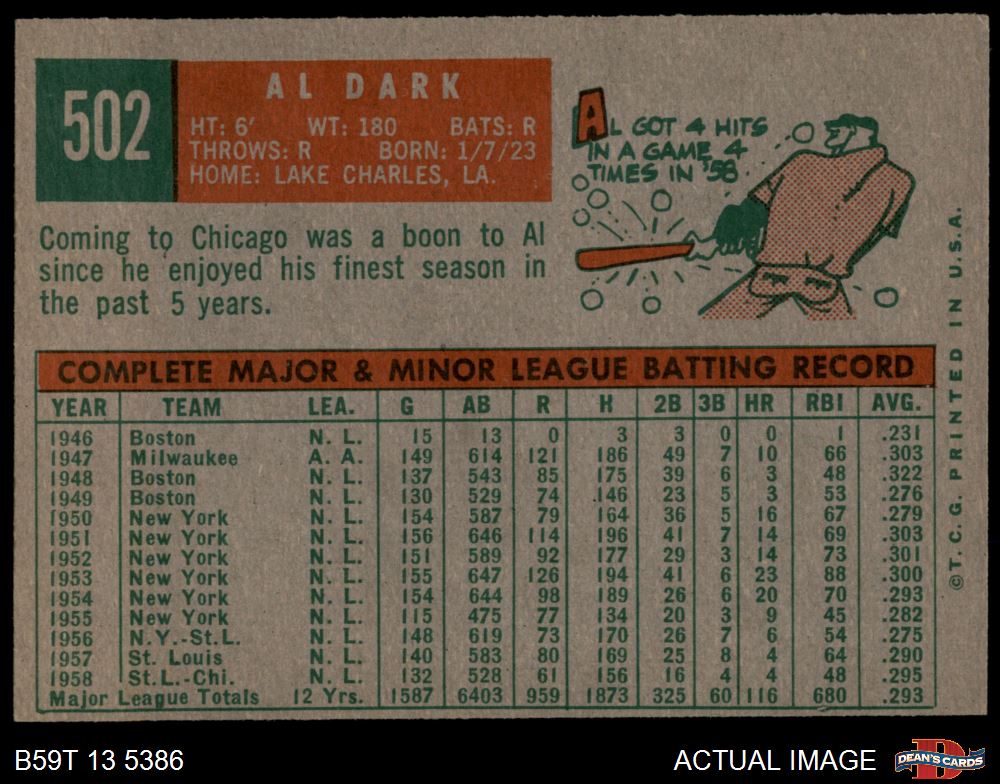 502
AL DARK
HT: 6' WT: 180 BATS: R
THROWS: R BORN: 1/7/23
HOME: LAKE CHARLES, LA.
Coming to Chicago was a boon to Al
since he enjoyed his finest season in
the past 5 years.
AL GOT 4 HITS
IN A GAME 4
TIMES IN '58.
COMPLETE MAJOR & MINOR LEAGUE BATTING RECORD
YEAR TEAM LEA. G AB R H 2B 3B HR RBI AVG.
1946 Boston N. L. 15 13 0 3 3 0 0 1 .231
1947 Milwaukee A. A. 149 614 121 186 49 7 10 66 .303
1948 Boston N. L. 137 543 85 175 39 6 3 48 .322
1949 Boston N. L. 130 529 74 146 23 5 3 53 .276
1950 New York N. L. 154 587 79 164 36 5 16 67 .279
1951 New York N. L. 156 646 114 196 41 7 14 69 .303
1952 New York N. L. 151 589 92 177 29 3 14 73 .301
1953 New York N. L. 155 647 126 194 41 6 23 88 .300
1954 New York N. L. 154 644 98 189 26 6 20 70 .293
1955 New York N. L. 115 475 77 134 20 3 9 45 .282
1956 N.Y.-St.L. N. L. 148 619 73 170 26 7 6 54 .275
1957 St. Louis N. L. 140 583 80 169 25 8 4 64 .290
1958 St.L.-Chi. N. L. 132 528 61 156 16 4 4 48 .295
Major League Totals 12 Yrs. 1587 6403 959 1873 325 60 116 680 .293
©T. C. G. PRINTED IN U.S.A.
B59T 13 5386
ACTUAL IMAGE
DEAN'S CARDS